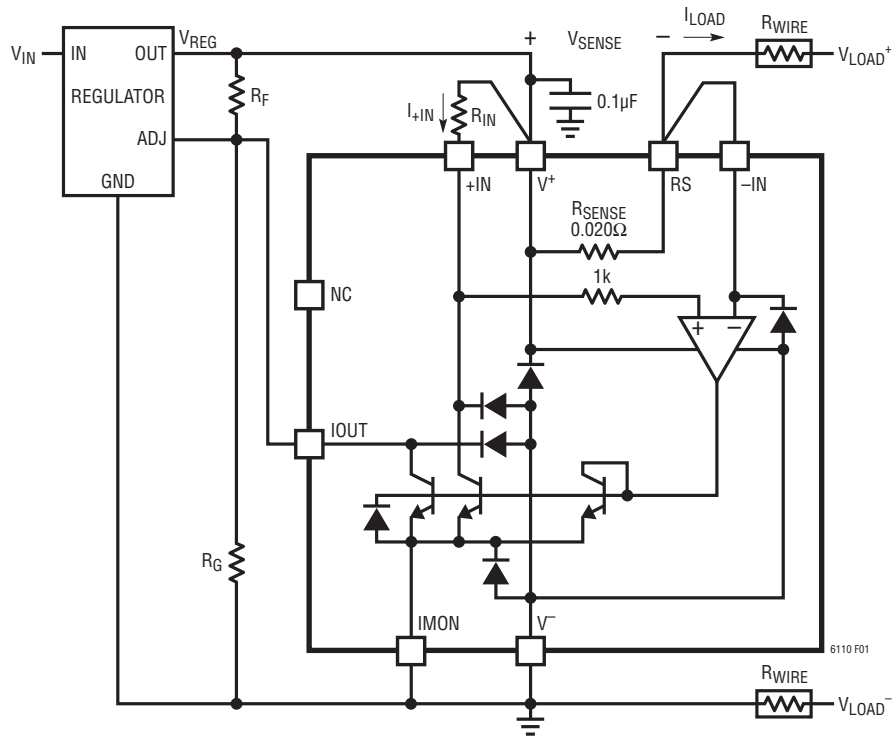 I_LOAD
R_WIRE
V_REG
+ V_SENSE −
V_IN
IN OUT
V_LOAD⁺
REGULATOR
R_F
I_+IN
R_IN
0.1µF
ADJ
GND
+IN V⁺ RS −IN
R_SENSE
0.020Ω
1k
NC
+ −
IOUT
R_G
IMON V⁻
6110 F01
R_WIRE
V_LOAD⁻